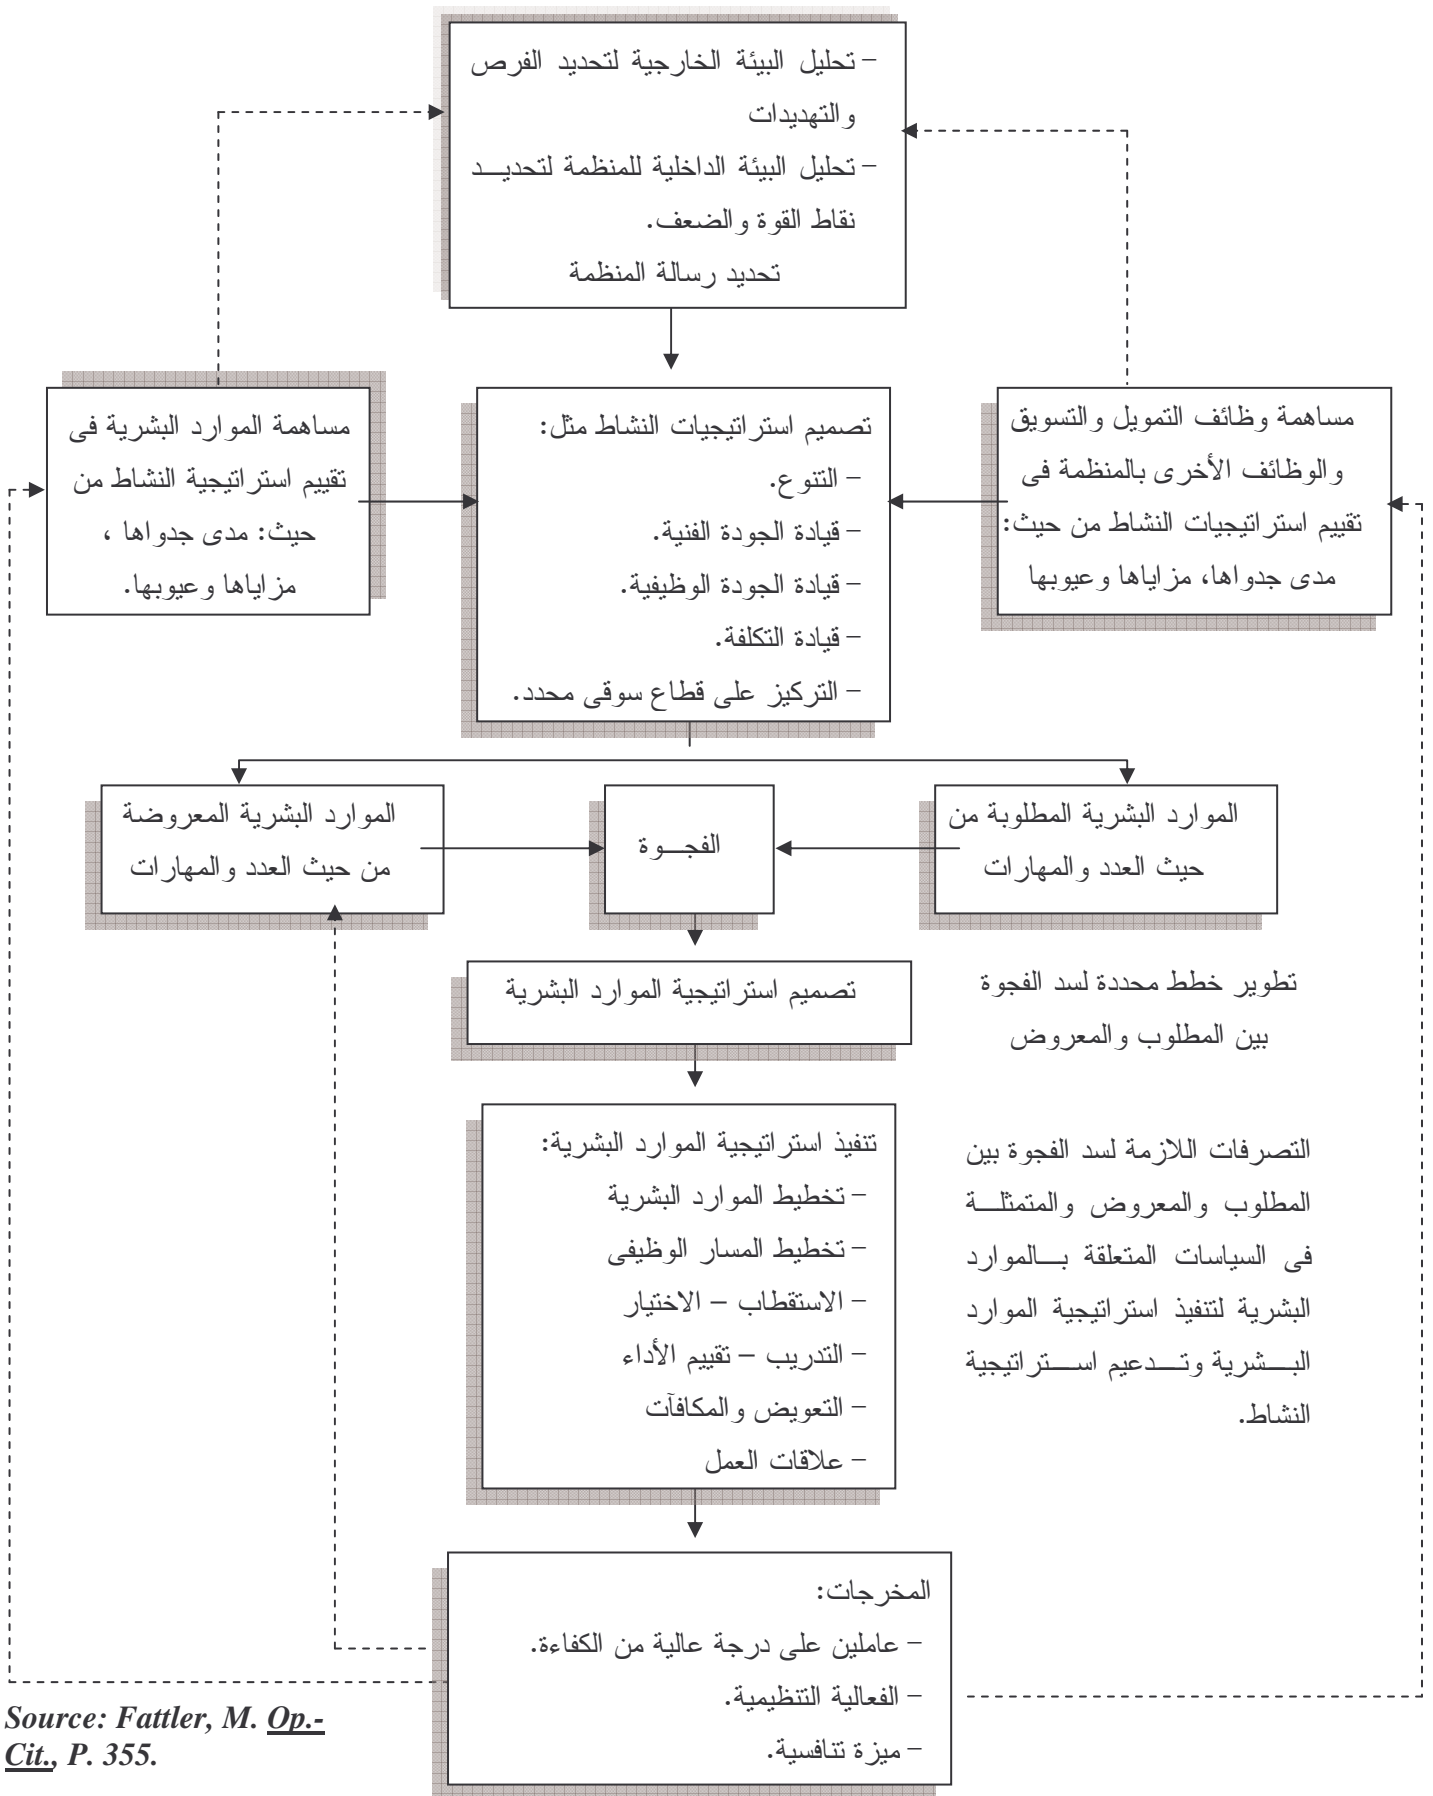 – تحليل البيئة الخارجية لتحديد الفرص
والتهديدات
– تحليل البيئة الداخلية للمنظمة لتحديــد
نقاط القوة والضعف.
تحديد رسالة المنظمة
مساهمة وظائف التمويل والتسويق
والوظائف الأخرى بالمنظمة فى
تقييم استراتيجيات النشاط من حيث:
مدى جدواها، مزاياها وعيوبها
تصميم استراتيجيات النشاط مثل:
– التنوع.
– قيادة الجودة الفنية.
– قيادة الجودة الوظيفية.
– قيادة التكلفة.
– التركيز على قطاع سوقى محدد.
مساهمة الموارد البشرية فى
تقييم استراتيجية النشاط من
حيث: مدى جدواها ،
مزاياها وعيوبها.
الموارد البشرية المطلوبة من
حيث العدد والمهارات
الفجــوة
الموارد البشرية المعروضة
من حيث العدد والمهارات
تصميم استراتيجية الموارد البشرية
تطوير خطط محددة لسد الفجوة
بين المطلوب والمعروض
تنفيذ استراتيجية الموارد البشرية:
– تخطيط الموارد البشرية
– تخطيط المسار الوظيفى
– الاستقطاب – الاختيار
– التدريب – تقييم الأداء
– التعويض والمكافآت
– علاقات العمل
التصرفات اللازمة لسد الفجوة بين
المطلوب والمعروض والمتمثلــة
فى السياسات المتعلقة بــالموارد
البشرية لتنفيذ استراتيجية الموارد
البــشرية وتــدعيم اســتراتيجية
النشاط.
المخرجات:
– عاملين على درجة عالية من الكفاءة.
– الفعالية التنظيمية.
– ميزة تنافسية.
Source: Fattler, M. Op.-
Cit., P. 355.